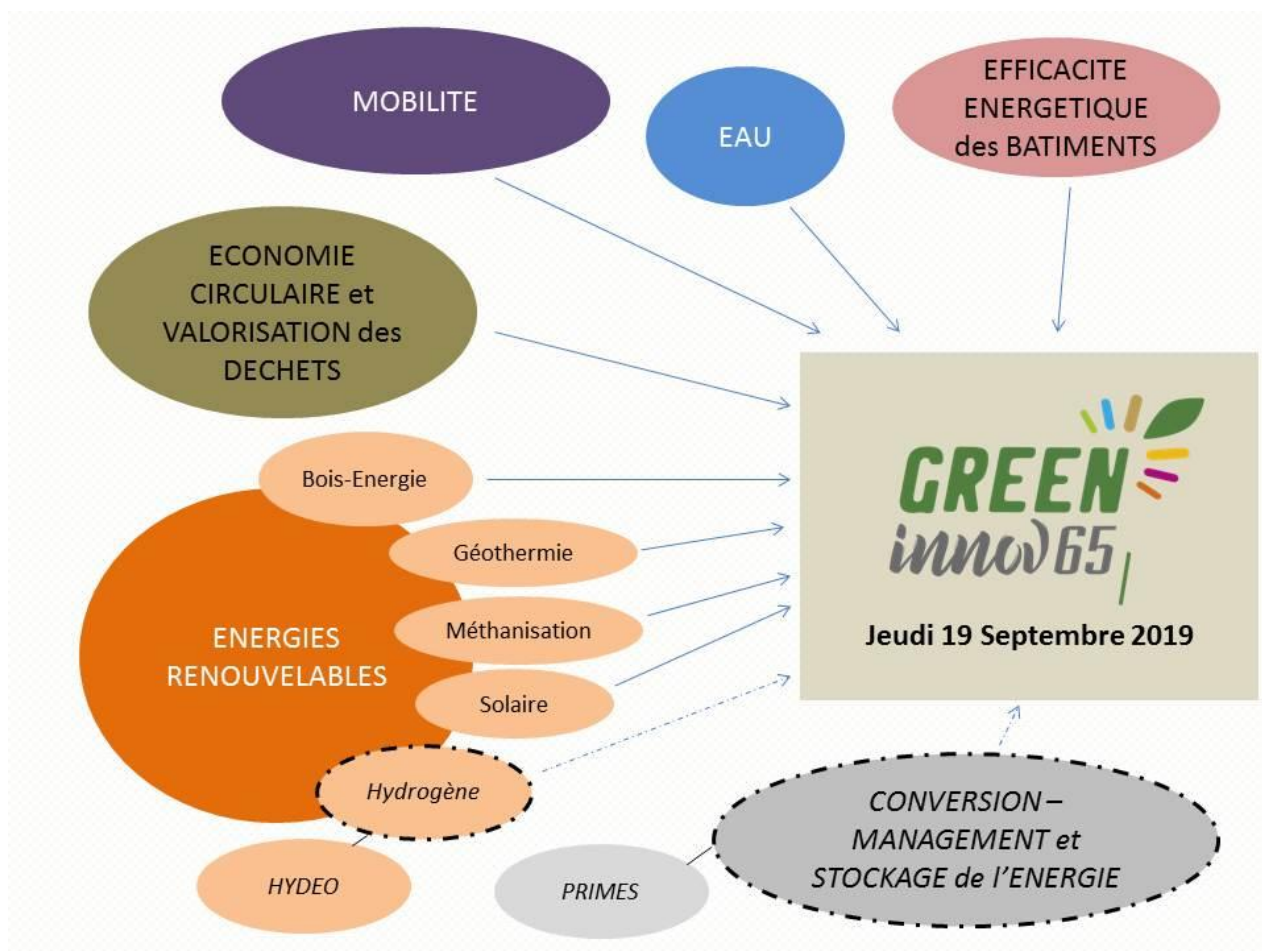 MOBILITE
EAU
EFFICACITE
ENERGETIQUE
des BATIMENTS
ECONOMIE
CIRCULAIRE et
VALORISATION des
DECHETS
Bois-Energie
Géothermie
Méthanisation
Solaire
Hydrogène
ENERGIES
RENOUVELABLES
HYDEO
PRIMES
CONVERSION –
MANAGEMENT et
STOCKAGE de l'ENERGIE
GREEN
innov65
Jeudi 19 Septembre 2019